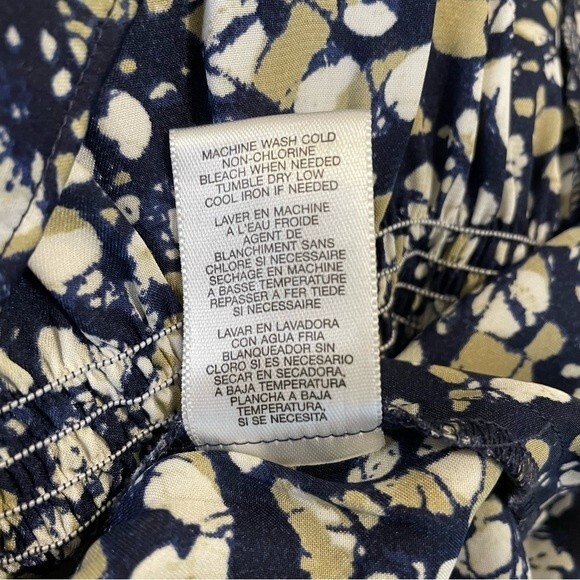 MACHINE WASH COLD
NON-CHLORINE
BLEACH WHEN NEEDED
TUMBLE DRY LOW
COOL IRON IF NEEDED
LAVER EN MACHINE
A L'EAU FROIDE
AGENT DE
BLANCHIMENT SANS
CHLORE SI NECESSAIRE
SECHAGE EN MACHINE
A BASSE TEMPERATURE
REPASSER A FER TIEDE
SI NECESSAIRE
LAVAR EN LAVADORA
CON AGUA FRIA
BLANQUEADOR SIN
CLORO SI ES NECESARIO
SECAR EN SECADORA,
A BAJA TEMPERATURA
PLANCHA A BAJA
TEMPERATURA,
SI SE NECESITA